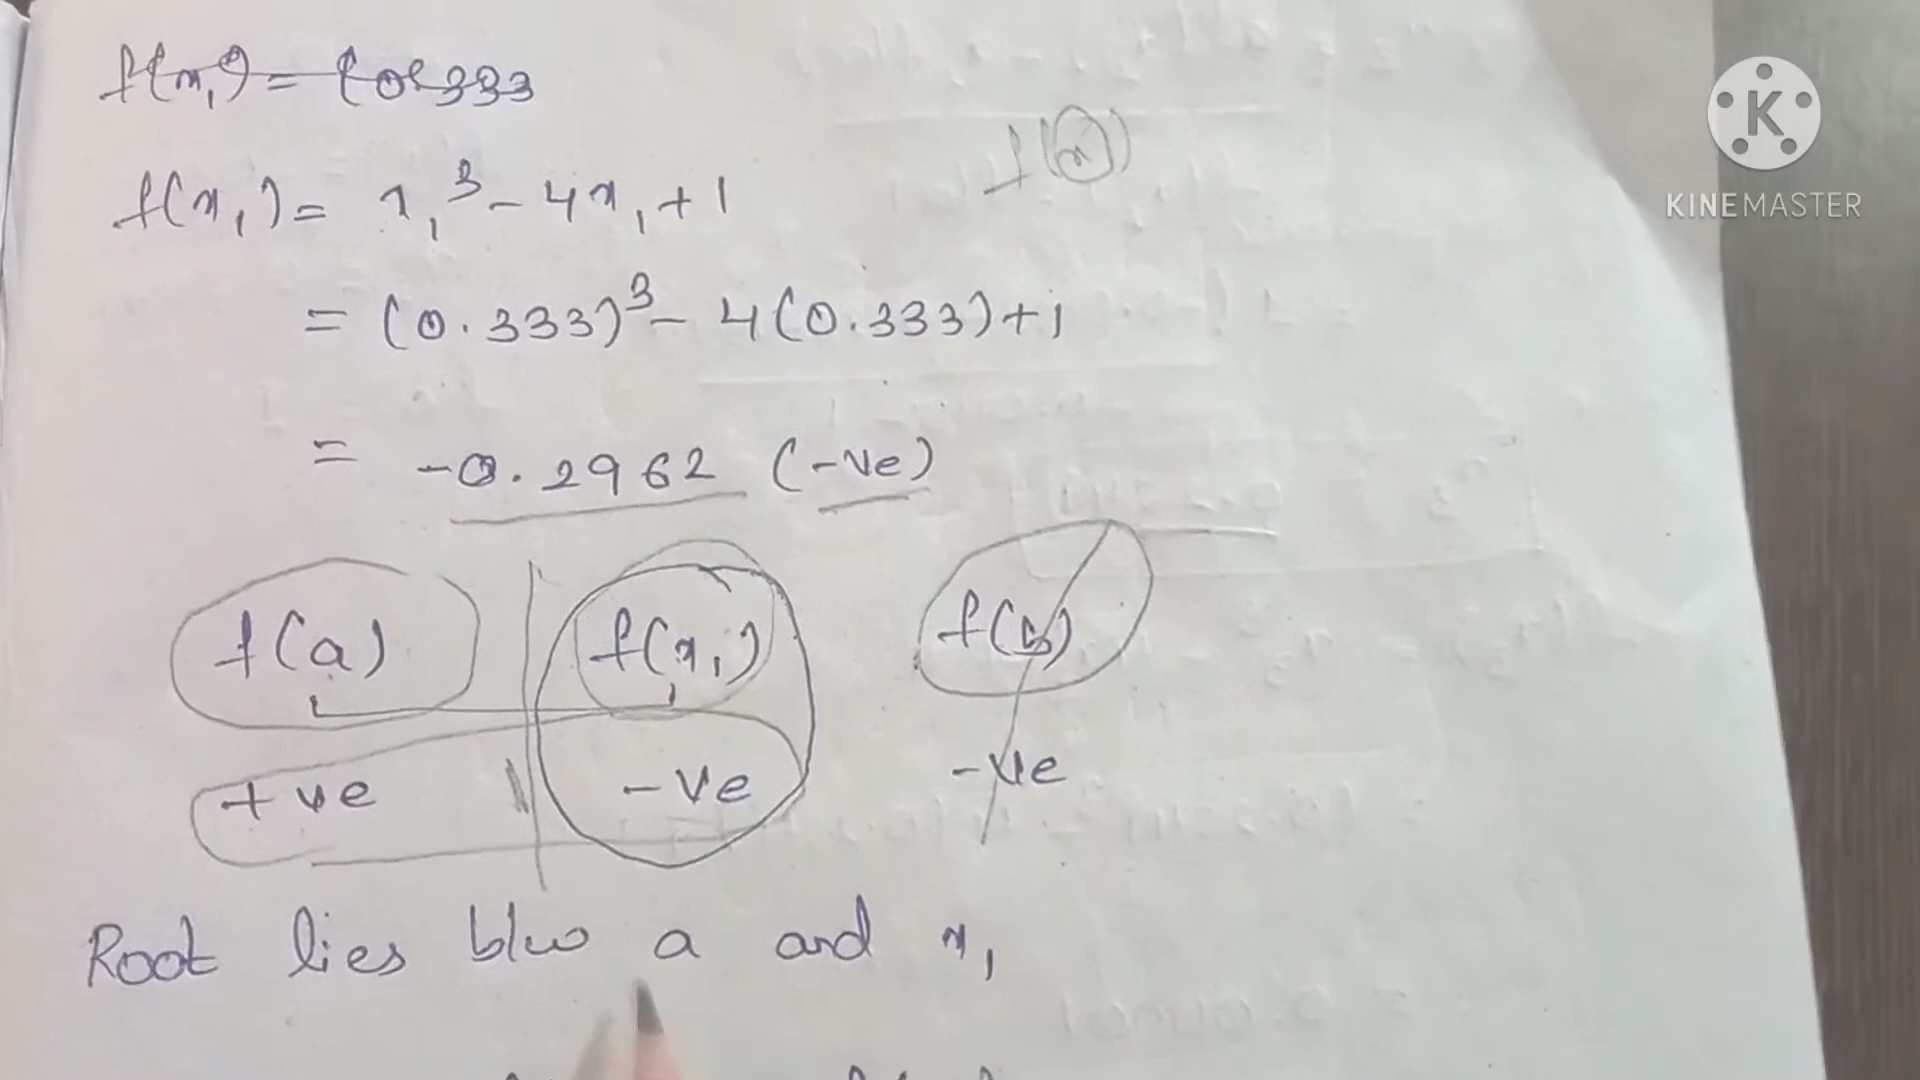 f(x₁) = f0.333
f(x)
f(x₁) = x₁³ - 4x₁ + 1
= (0.333)³ - 4(0.333) + 1
= -0.2962 (-ve)
f(a) f(x₁) f(b)
+ve -ve -ve
Root lies b/w a and x₁
K
KINEMASTER